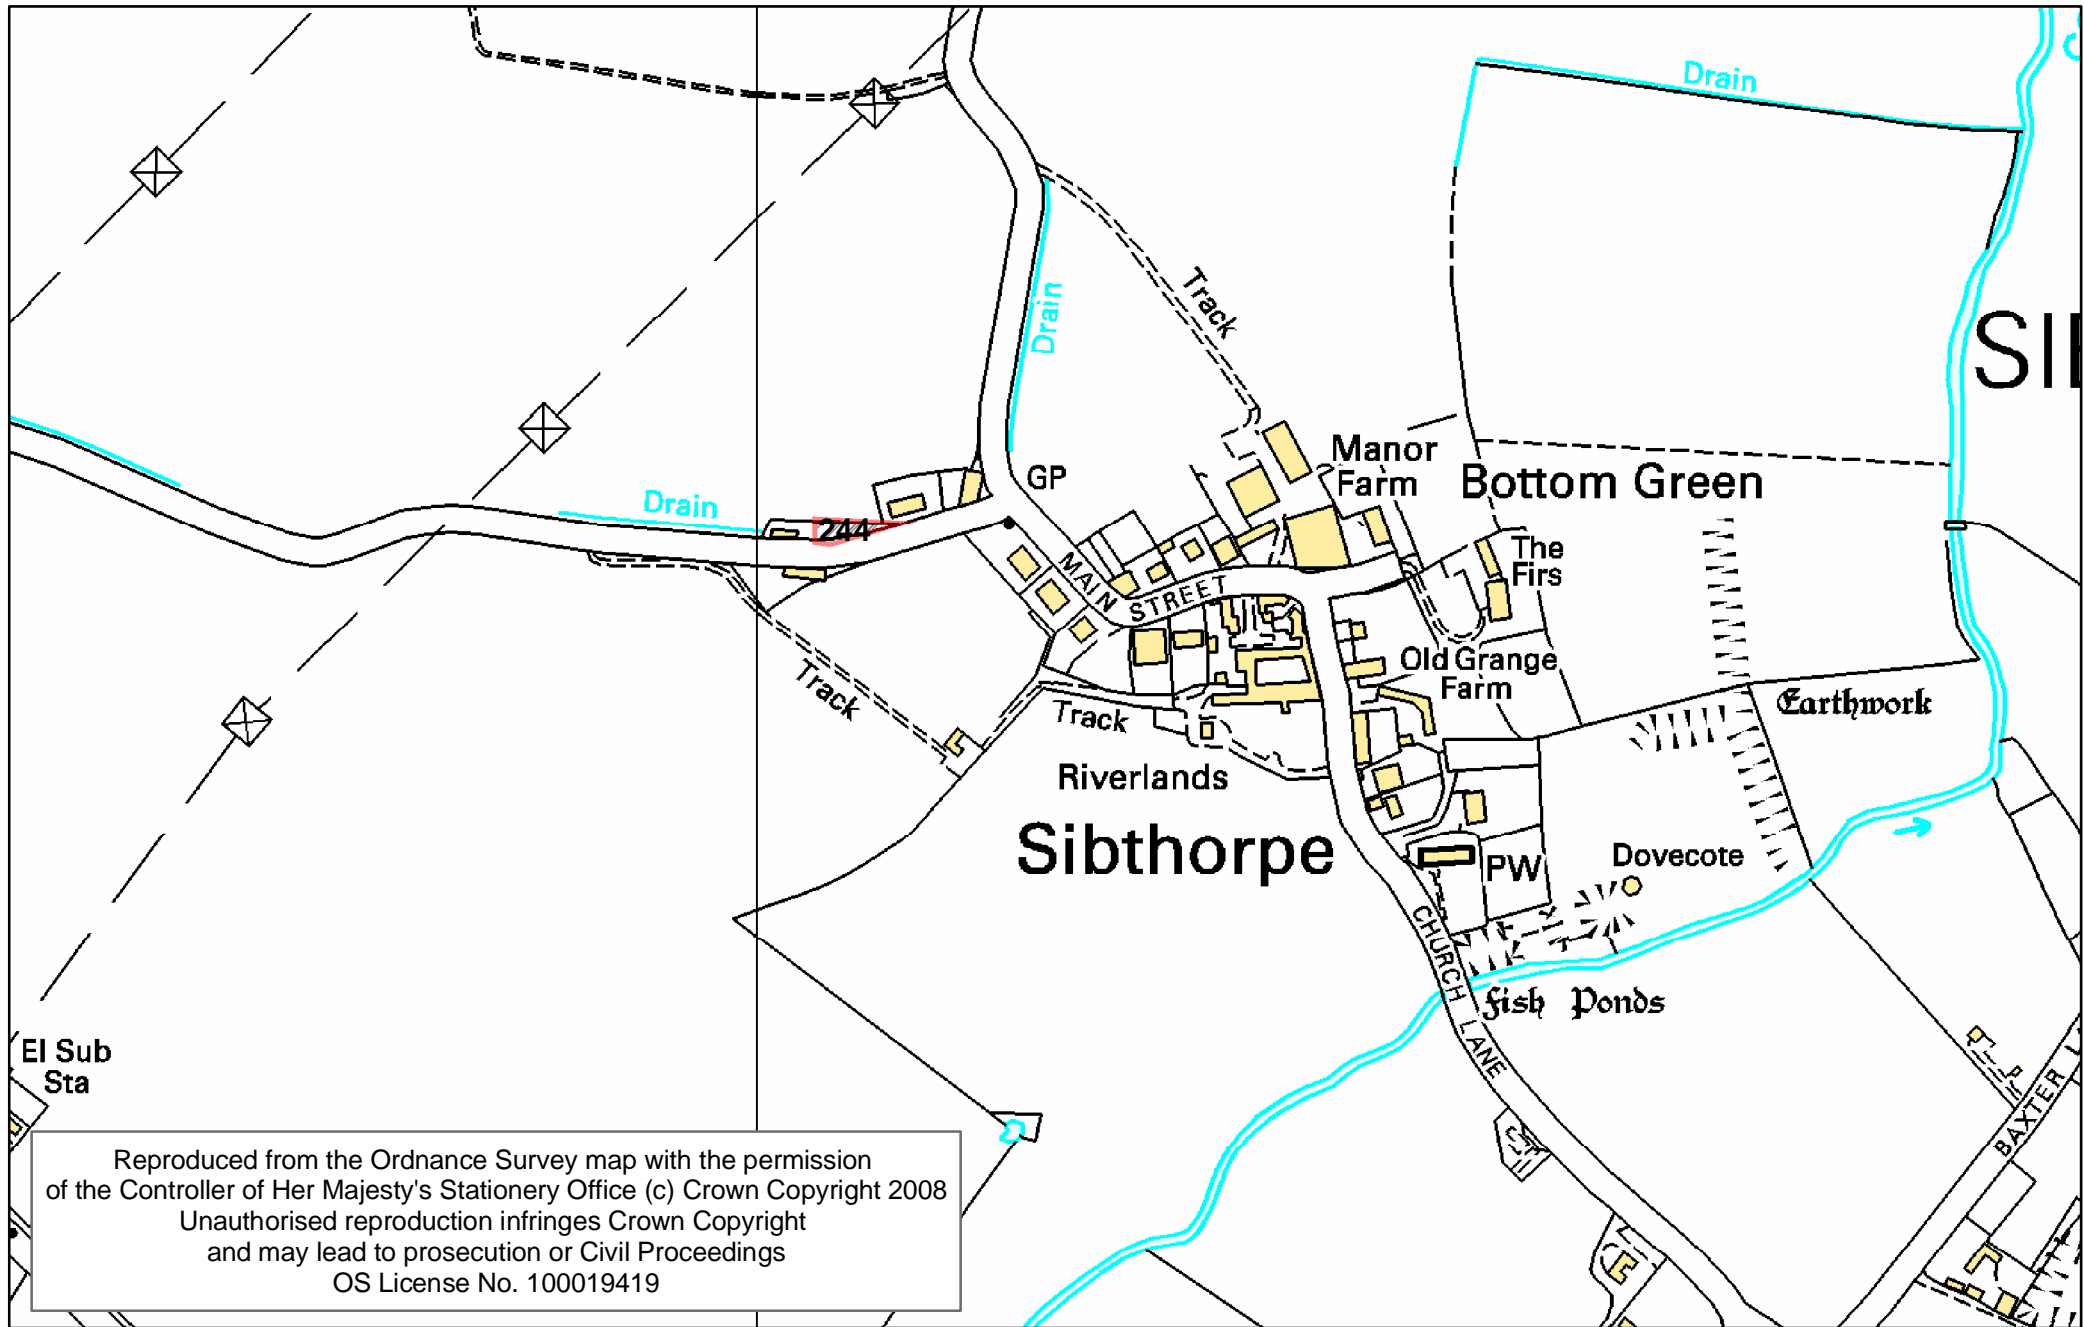 Drain
SIB
Track
Drain
Manor
Farm
Bottom Green
GP
Drain
244
The
Firs
MAIN STREET
Old Grange
Farm
Track
Track
Earthwork
Riverlands
Sibthorpe
PW
Dovecote
CHURCH LANE
Fish Ponds
El Sub
Sta
BAXTER
Reproduced from the Ordnance Survey map with the permission
of the Controller of Her Majesty's Stationery Office (c) Crown Copyright 2008
Unauthorised reproduction infringes Crown Copyright
and may lead to prosecution or Civil Proceedings
OS License No. 100019419